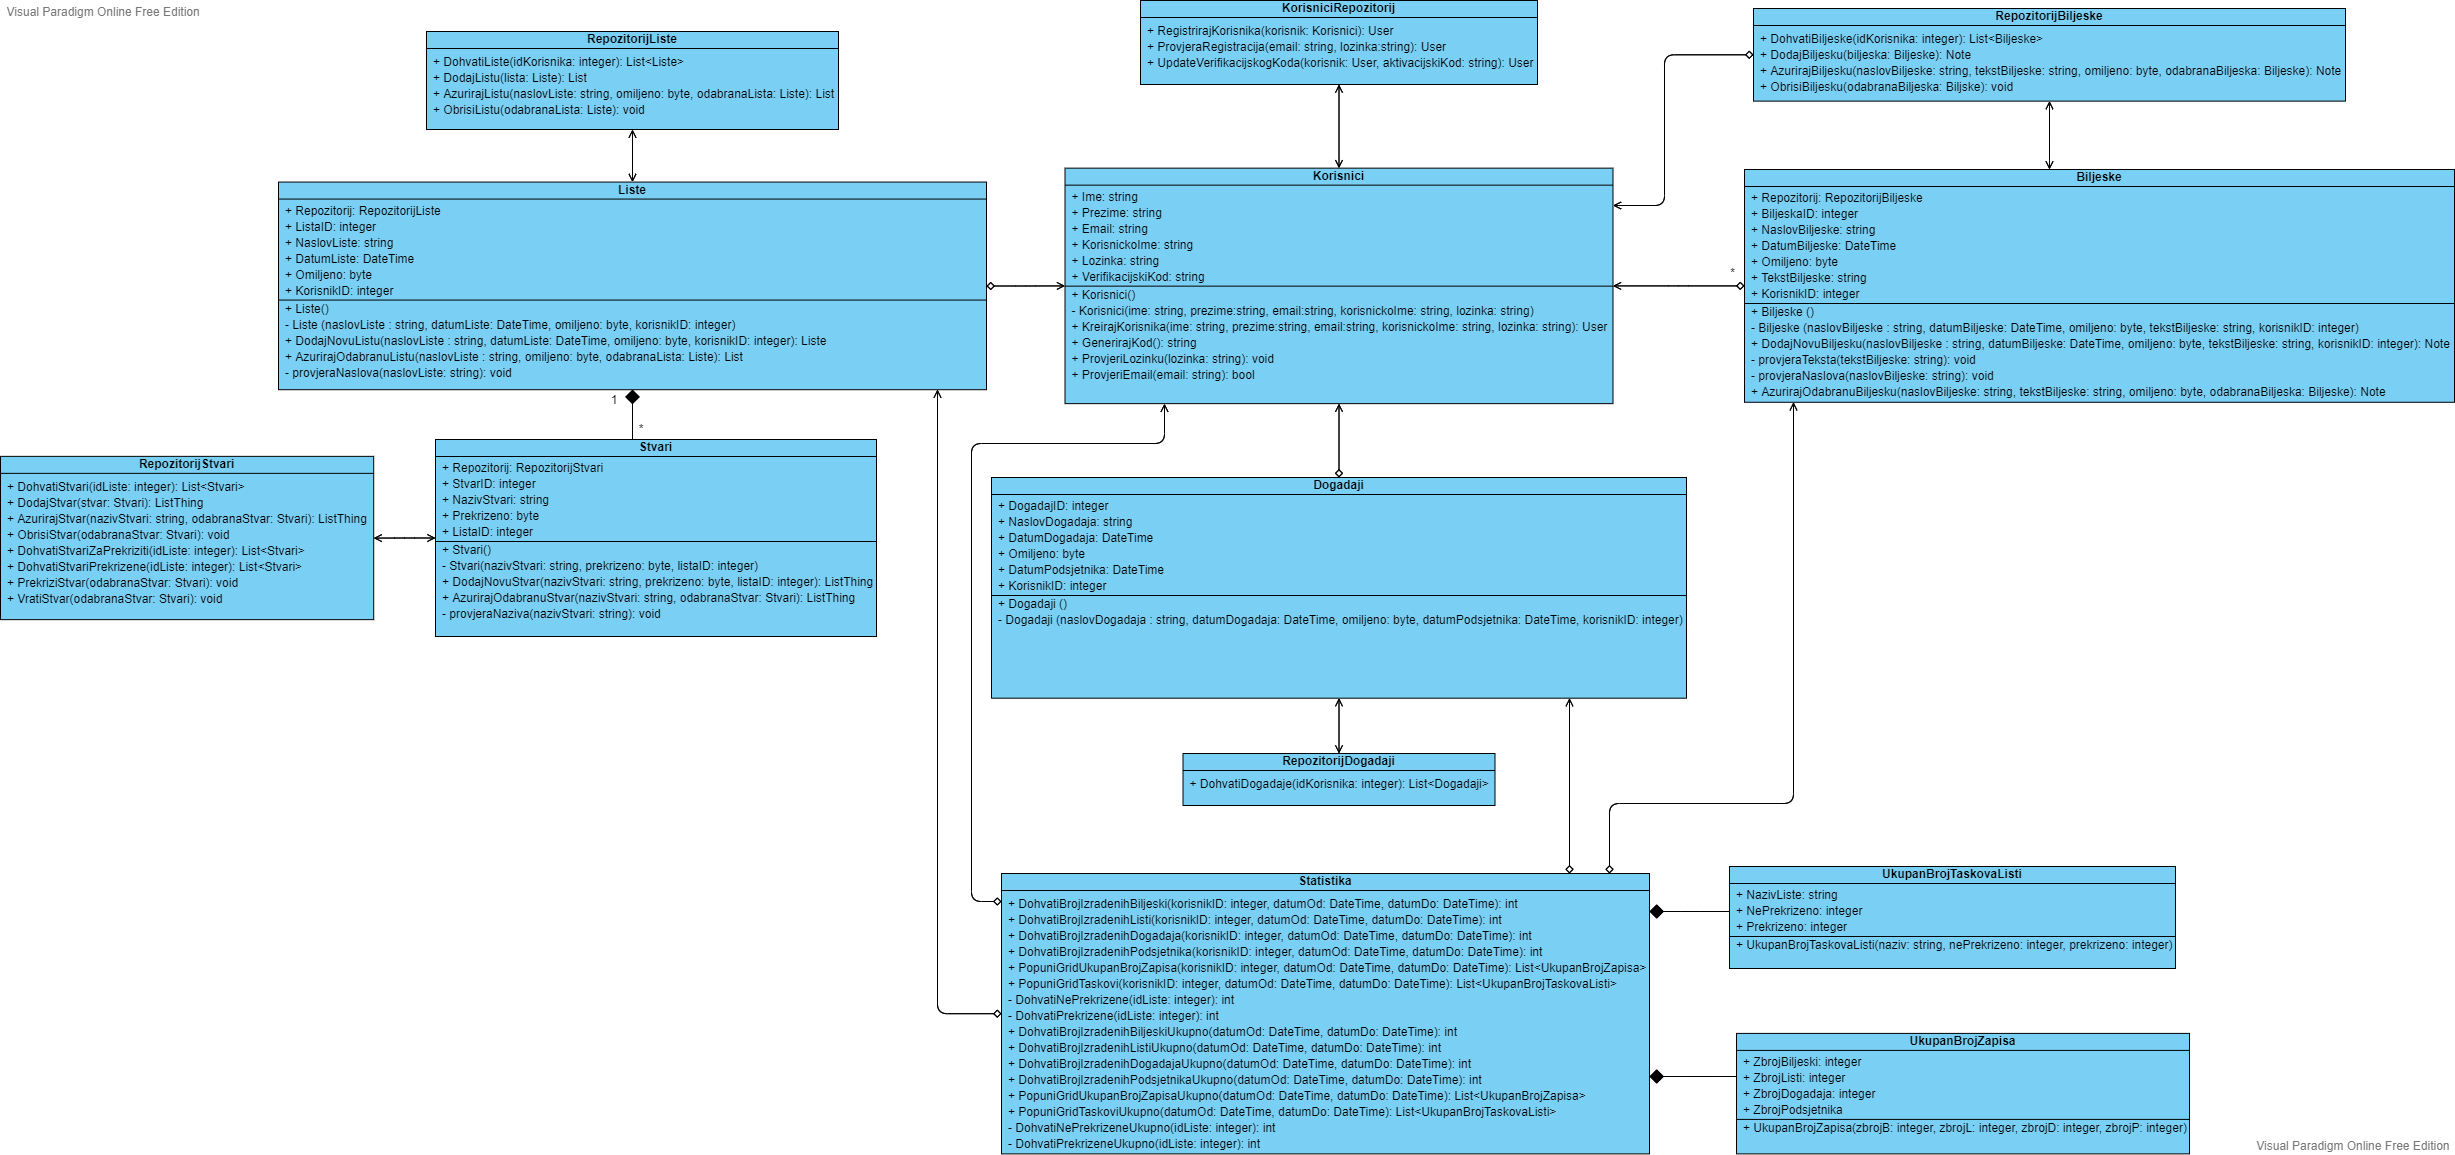 Visual Paradigm Online Free Edition
RepozitorijListe
+ DohvatiListe(idKorisnika: integer): List<Liste>
+ DodajListu(lista: Liste): List
+ AzurirajListu(naslovListe: string, omiljeno: byte, odabranaLista: Liste): List
+ ObrisiListu(odabranaLista: Liste): void
KorisniciRepozitorij
+ RegistrirajKorisnika(korisnik: Korisnici): User
+ ProvjeraRegistracija(email: string, lozinka:string): User
+ UpdateVerifikacijskogKoda(korisnik: User, aktivacijskiKod: string): User
RepozitorijBiljeske
+ DohvatiBiljeske(idKorisnika: integer): List<Biljeske>
+ DodajBiljesku(biljeska: Biljeske): Note
+ AzurirajBiljesku(naslovBiljeske: string, tekstBiljeske: string, omiljeno: byte, odabranaBiljeska: Biljeske): Note
+ ObrisiBiljesku(odabranaBiljeska: Biljske): void
Liste
+ Repozitorij: RepozitorijListe
+ ListaID: integer
+ NaslovListe: string
+ DatumListe: DateTime
+ Omiljeno: byte
+ KorisnikID: integer
+ Liste()
- Liste (naslovListe : string, datumListe: DateTime, omiljeno: byte, korisnikID: integer)
+ DodajNovuListu(naslovListe : string, datumListe: DateTime, omiljeno: byte, korisnikID: integer): Liste
+ AzurirajOdabranuListu(naslovListe : string, omiljeno: byte, odabranaLista: Liste): List
- provjeraNaslova(naslovListe: string): void
Korisnici
+ Ime: string
+ Prezime: string
+ Email: string
+ KorisnickoIme: string
+ Lozinka: string
+ VerifikacijskiKod: string
+ Korisnici()
- Korisnici(ime: string, prezime:string, email:string, korisnickoIme: string, lozinka: string)
+ KreirajKorisnika(ime: string, prezime:string, email:string, korisnickoIme: string, lozinka: string): User
+ GenerirajKod(): string
+ ProvjeriLozinku(lozinka: string): void
+ ProvjeriEmail(email: string): bool
*
Biljeske
+ Repozitorij: RepozitorijBiljeske
+ BiljeskaID: integer
+ NaslovBiljeske: string
+ DatumBiljeske: DateTime
+ Omiljeno: byte
+ TekstBiljeske: string
+ KorisnikID: integer
+ Biljeske ()
- Biljeske (naslovBiljeske : string, datumBiljeske: DateTime, omiljeno: byte, tekstBiljeske: string, korisnikID: integer)
+ DodajNovuBiljesku(naslovBiljeske : string, datumBiljeske: DateTime, omiljeno: byte, tekstBiljeske: string, korisnikID: integer): Note
- provjeraTeksta(tekstBiljeske: string): void
- provjeraNaslova(naslovBiljeske: string): void
+ AzurirajOdabranuBiljesku(naslovBiljeske: string, tekstBiljeske: string, omiljeno: byte, odabranaBiljeska: Biljeske): Note
1
*
RepozitorijStvari
+ DohvatiStvari(idListe: integer): List<Stvari>
+ DodajStvar(stvar: Stvari): ListThing
+ AzurirajStvar(nazivStvari: string, odabranaStvar: Stvari): ListThing
+ ObrisiStvar(odabranaStvar: Stvari): void
+ DohvatiStvariZaPrekriziti(idListe: integer): List<Stvari>
+ DohvatiStvariPrekrizene(idListe: integer): List<Stvari>
+ PrekriziStvar(odabranaStvar: Stvari): void
+ VratiStvar(odabranaStvar: Stvari): void
Stvari
+ Repozitorij: RepozitorijStvari
+ StvarID: integer
+ NazivStvari: string
+ Prekrizeno: byte
+ ListaID: integer
+ Stvari()
- Stvari(nazivStvari: string, prekrizeno: byte, listaID: integer)
+ DodajNovuStvar(nazivStvari: string, prekrizeno: byte, listaID: integer): ListThing
+ AzurirajOdabranuStvar(nazivStvari: string, odabranaStvar: Stvari): ListThing
- provjeraNaziva(nazivStvari: string): void
Dogadaji
+ DogadajID: integer
+ NaslovDogadaja: string
+ DatumDogadaja: DateTime
+ Omiljeno: byte
+ DatumPodsjetnika: DateTime
+ KorisnikID: integer
+ Dogadaji ()
- Dogadaji (naslovDogadaja : string, datumDogadaja: DateTime, omiljeno: byte, datumPodsjetnika: DateTime, korisnikID: integer)
RepozitorijDogadaji
+ DohvatiDogadaje(idKorisnika: integer): List<Dogadaji>
Statistika
+ DohvatiBrojIzradenihBiljeski(korisnikID: integer, datumOd: DateTime, datumDo: DateTime): int
+ DohvatiBrojIzradenihListi(korisnikID: integer, datumOd: DateTime, datumDo: DateTime): int
+ DohvatiBrojIzradenihDogadaja(korisnikID: integer, datumOd: DateTime, datumDo: DateTime): int
+ DohvatiBrojIzradenihPodsjetnika(korisnikID: integer, datumOd: DateTime, datumDo: DateTime): int
+ PopuniGridUkupanBrojZapisa(korisnikID: integer, datumOd: DateTime, datumDo: DateTime): List<UkupanBrojZapisa>
+ PopuniGridTaskovi(korisnikID: integer, datumOd: DateTime, datumDo: DateTime): List<UkupanBrojTaskovaListi>
- DohvatiNePrekrizene(idListe: integer): int
- DohvatiPrekrizene(idListe: integer): int
+ DohvatiBrojIzradenihBiljeskiUkupno(datumOd: DateTime, datumDo: DateTime): int
+ DohvatiBrojIzradenihListiUkupno(datumOd: DateTime, datumDo: DateTime): int
+ DohvatiBrojIzradenihDogadajaUkupno(datumOd: DateTime, datumDo: DateTime): int
+ DohvatiBrojIzradenihPodsjetnikaUkupno(datumOd: DateTime, datumDo: DateTime): int
+ PopuniGridUkupanBrojZapisaUkupno(datumOd: DateTime, datumDo: DateTime): List<UkupanBrojZapisa>
+ PopuniGridTaskoviUkupno(datumOd: DateTime, datumDo: DateTime): List<UkupanBrojTaskovaListi>
- DohvatiNePrekrizeneUkupno(idListe: integer): int
- DohvatiPrekrizeneUkupno(idListe: integer): int
UkupanBrojTaskovaListi
+ NazivListe: string
+ NePrekrizeno: integer
+ Prekrizeno: integer
+ UkupanBrojTaskovaListi(naziv: string, nePrekrizeno: integer, prekrizeno: integer)
UkupanBrojZapisa
+ ZbrojBiljeski: integer
+ ZbrojListi: integer
+ ZbrojDogadaja: integer
+ ZbrojPodsjetnika
+ UkupanBrojZapisa(zbrojB: integer, zbrojL: integer, zbrojD: integer, zbrojP: integer)
Visual Paradigm Online Free Edition